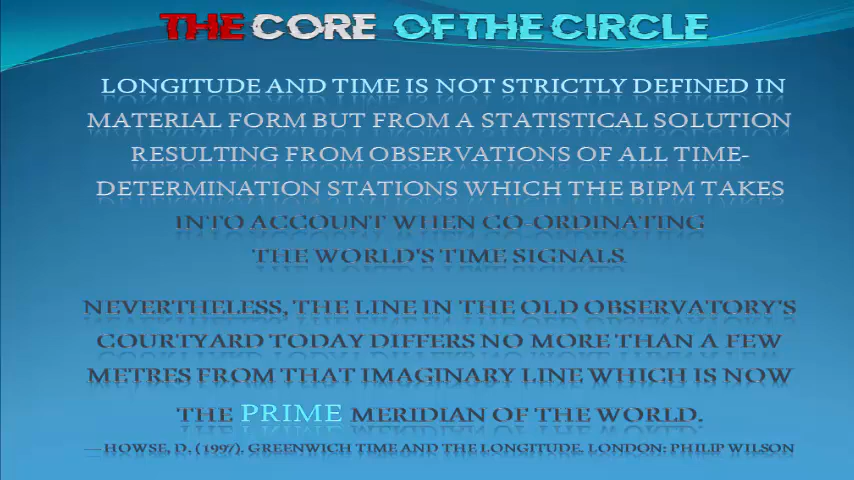 THE CORE OF THE CIRCLE
LONGITUDE AND TIME IS NOT STRICTLY DEFINED IN
MATERIAL FORM BUT FROM A STATISTICAL SOLUTION
RESULTING FROM OBSERVATIONS OF ALL TIME-
DETERMINATION STATIONS WHICH THE BIPM TAKES
INTO ACCOUNT WHEN CO-ORDINATING
THE WORLD'S TIME SIGNALS.
NEVERTHELESS, THE LINE IN THE OLD OBSERVATORY'S
COURTYARD TODAY DIFFERS NO MORE THAN A FEW
METRES FROM THAT IMAGINARY LINE WHICH IS NOW
THE PRIME MERIDIAN OF THE WORLD.
— HOWSE, D. (1997). GREENWICH TIME AND THE LONGITUDE. LONDON: PHILIP WILSON